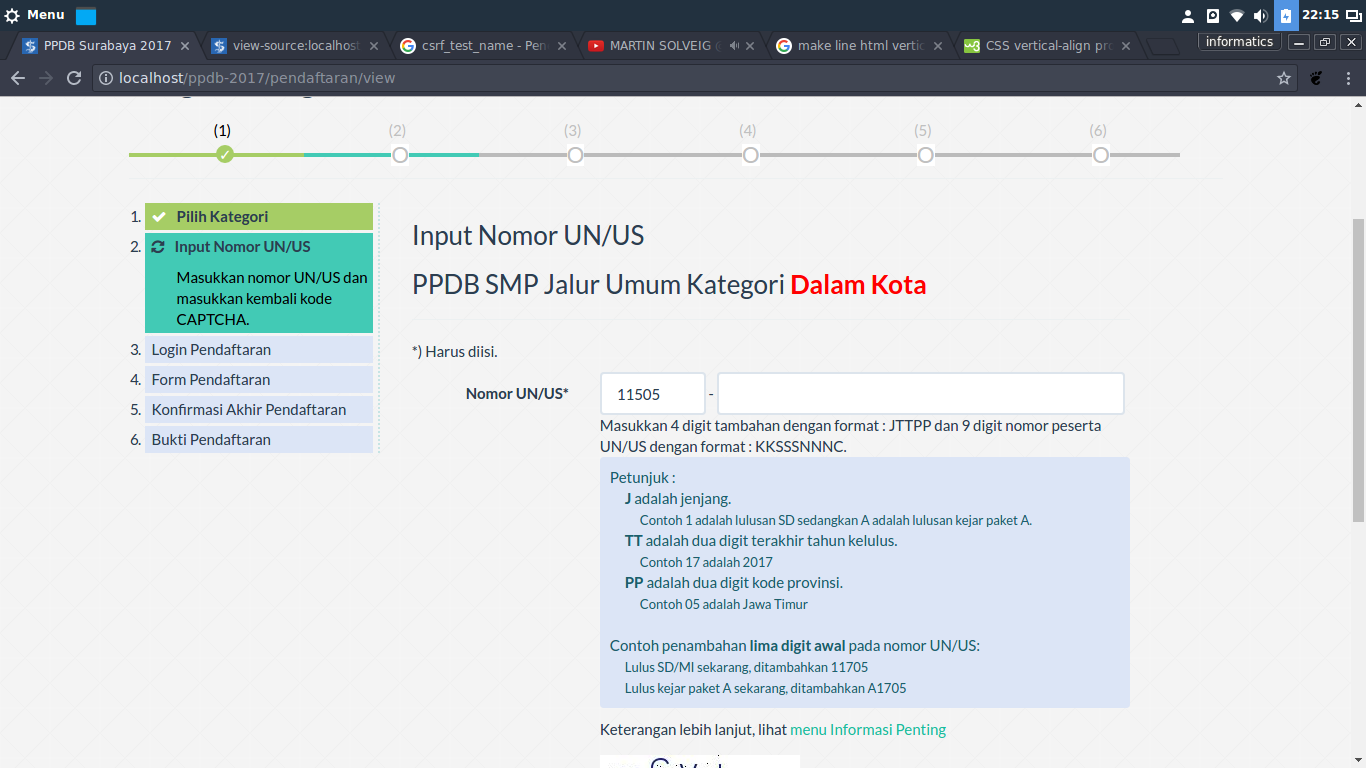 Menu
22:15
PPDB Surabaya 2017
view-source:localhost
csrf_test_name - Pen
MARTIN SOLVEIG
make line html vertic
CSS vertical-align pro
informatics
localhost/ppdb-2017/pendaftaran/view
(1)
(2)
(3)
(4)
(5)
(6)
1. Pilih Kategori
2. Input Nomor UN/US
Masukkan nomor UN/US dan
masukkan kembali kode
CAPTCHA.
3. Login Pendaftaran
4. Form Pendaftaran
5. Konfirmasi Akhir Pendaftaran
6. Bukti Pendaftaran
Input Nomor UN/US
PPDB SMP Jalur Umum Kategori Dalam Kota
*) Harus diisi.
Nomor UN/US* 11505 -
Masukkan 4 digit tambahan dengan format : JTTPP dan 9 digit nomor peserta
UN/US dengan format : KKSSSNNNC.
Petunjuk :
J adalah jenjang.
Contoh 1 adalah lulusan SD sedangkan A adalah lulusan kejar paket A.
TT adalah dua digit terakhir tahun kelulus.
Contoh 17 adalah 2017
PP adalah dua digit kode provinsi.
Contoh 05 adalah Jawa Timur
Contoh penambahan lima digit awal pada nomor UN/US:
Lulus SD/MI sekarang, ditambahkan 11705
Lulus kejar paket A sekarang, ditambahkan A1705
Keterangan lebih lanjut, lihat menu Informasi Penting